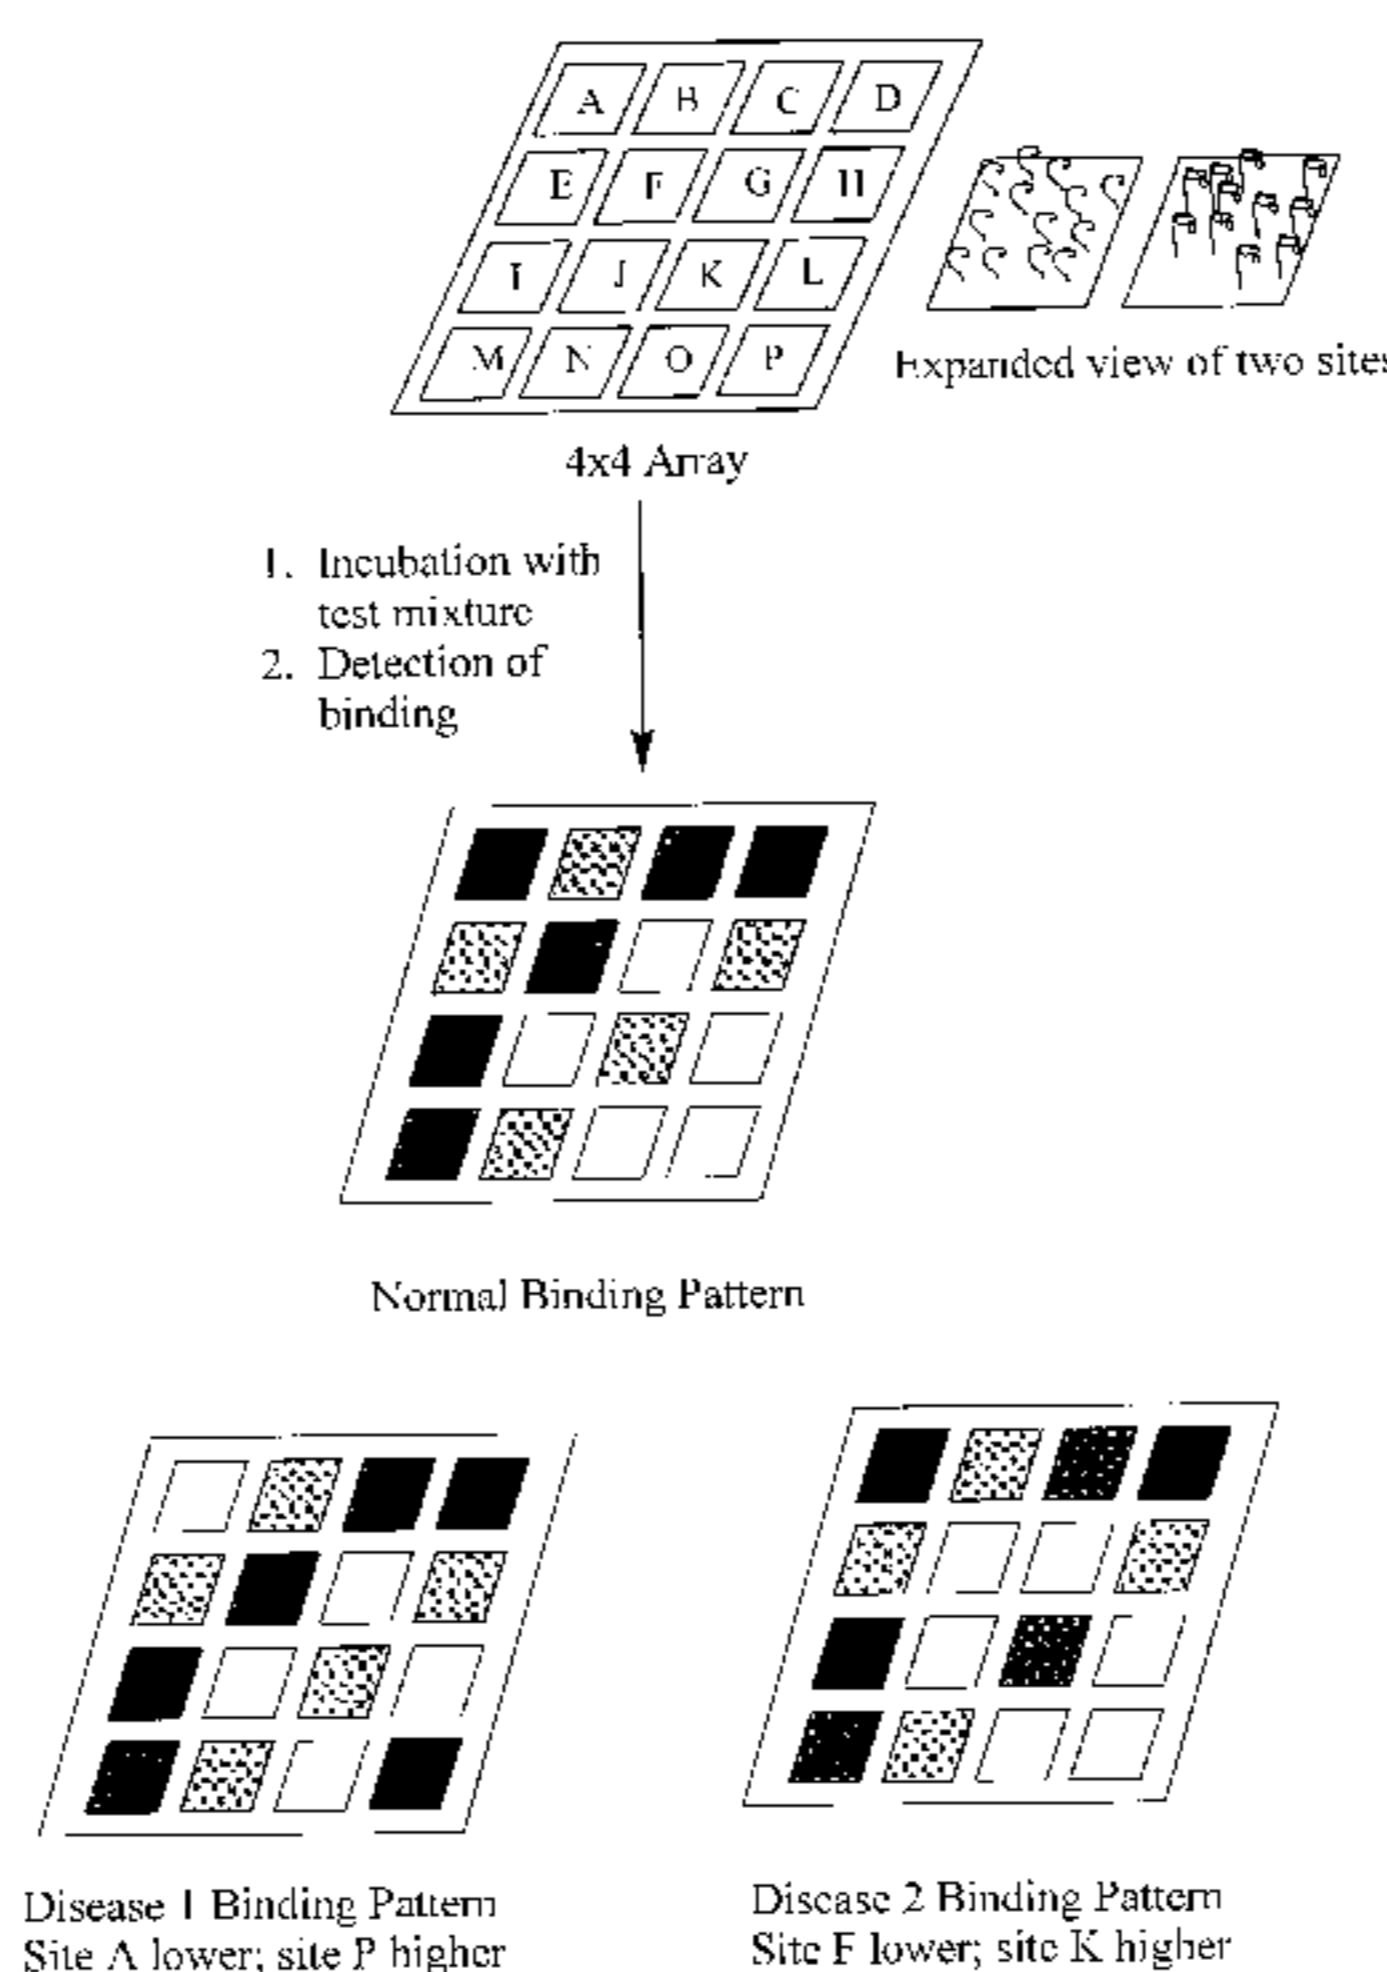 A B C D
E F G H
I J K L
M N O P
Expanded view of two sites
4x4 Array
1. Incubation with
test mixture
2. Detection of
binding
Normal Binding Pattern
Disease 1 Binding Pattern
Site A lower; site P higher
Disease 2 Binding Pattern
Site F lower; site K higher